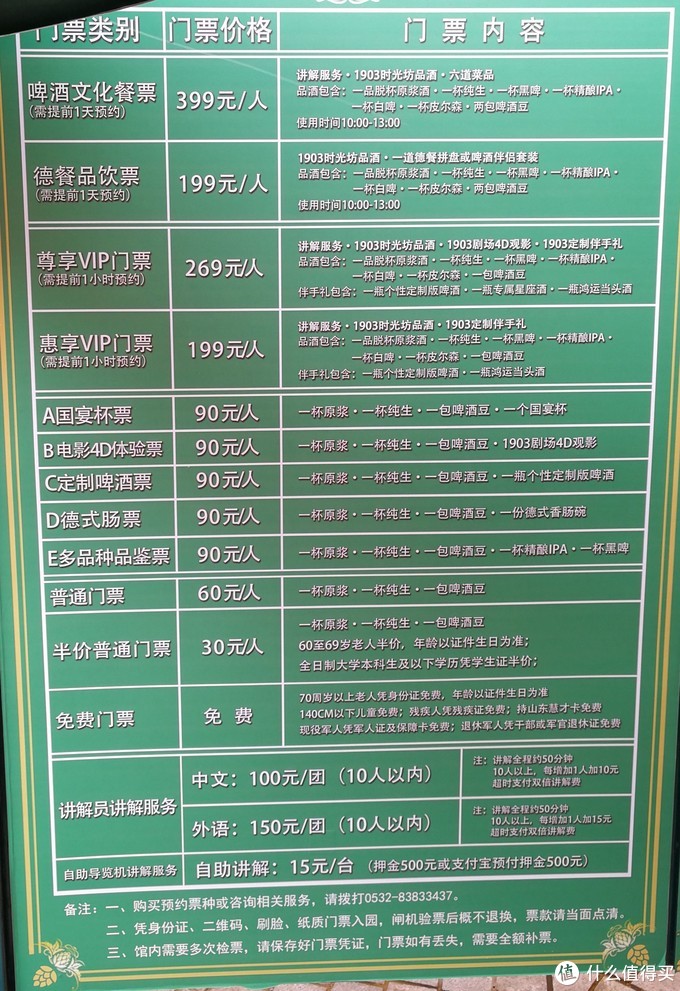 门票类别 门票价格 门票内容
啤酒文化餐票
(需提前1天预约)
399元/人
讲解服务·1903时光坊品酒·六道菜品
品酒包含：一品脱杯原浆酒·一杯纯生·一杯黑啤·一杯精酿IPA·
一杯白啤·一杯皮尔森·两包啤酒豆
使用时间10:00-13:00
德餐品饮票
(需提前1天预约)
199元/人
1903时光坊品酒·一道德餐拼盘或啤酒伴侣套装
品酒包含：一品脱杯原浆酒·一杯纯生·一杯黑啤·一杯精酿IPA·
一杯白啤·一杯皮尔森·两包啤酒豆
使用时间10:00-13:00
尊享VIP门票
(需提前1小时预约)
269元/人
讲解服务·1903时光坊品酒·1903剧场4D观影·1903定制伴手礼
品酒包含：一品脱杯原浆酒·一杯纯生·一杯黑啤·一杯精酿IPA·
一杯白啤·一杯皮尔森·一包啤酒豆
伴手礼包含：一瓶个性定制版啤酒·一瓶专属星座酒·一瓶鸿运当头酒
惠享VIP门票
(需提前1小时预约)
199元/人
讲解服务·1903时光坊品酒·1903定制伴手礼
品酒包含：一品脱杯原浆酒·一杯纯生·一杯黑啤·一杯精酿IPA·
一杯白啤·一杯皮尔森·一包啤酒豆
伴手礼包含：一瓶个性定制版啤酒·一瓶鸿运当头酒
A国宴杯票 90元/人 一杯原浆·一杯纯生·一包啤酒豆·一个国宴杯
B电影4D体验票 90元/人 一杯原浆·一杯纯生·一包啤酒豆·1903剧场4D观影
C定制啤酒票 90元/人 一杯原浆·一杯纯生·一包啤酒豆·一瓶个性定制版啤酒
D德式肠票 90元/人 一杯原浆·一杯纯生·一包啤酒豆·一份德式香肠碗
E多品种品鉴票 90元/人 一杯原浆·一杯纯生·一包啤酒豆·一杯精酿IPA·一杯黑啤
普通门票 60元/人 一杯原浆·一杯纯生·一包啤酒豆
半价普通门票 30元/人
一杯原浆·一杯纯生·一包啤酒豆
60至69岁老人半价，年龄以证件生日为准；
全日制大学本科生及以下学历凭学生证半价；
免费门票 免 费
70周岁以上老人凭身份证免费，年龄以证件生日为准
140CM以下儿童免费；残疾人凭残疾证免费；持山东惠才卡免费
现役军人凭军人证及保障卡免费；退休军人凭干部或军官退休证免费
讲解员讲解服务
中文：100元/团（10人以内）
注：讲解全程约50分钟
10人以上，每增加1人加10元
超时支付双倍讲解费
外语：150元/团（10人以内）
注：讲解全程约50分钟
10人以上，每增加1人加15元
超时支付双倍讲解费
自助导览机讲解服务 自助讲解：15元/台（押金500元或支付宝预付押金500元）
备注：一、购买预约票种或咨询相关服务，请拨打0532-83833437。
二、凭身份证、二维码、刷脸、纸质门票入园，闸机验票后概不退换，票款请当面点清。
三、馆内需要多次检票，请保存好门票凭证，门票如有丢失，需要全额补票。
值 什么值得买